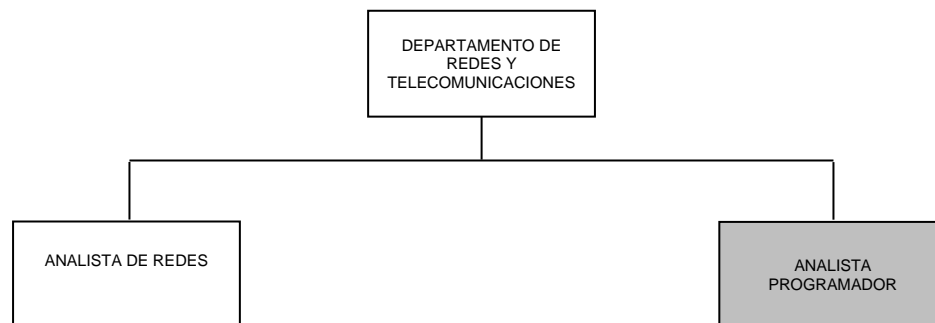 DEPARTAMENTO DE
REDES Y
TELECOMUNICACIONES
ANALISTA DE REDES
ANALISTA
PROGRAMADOR